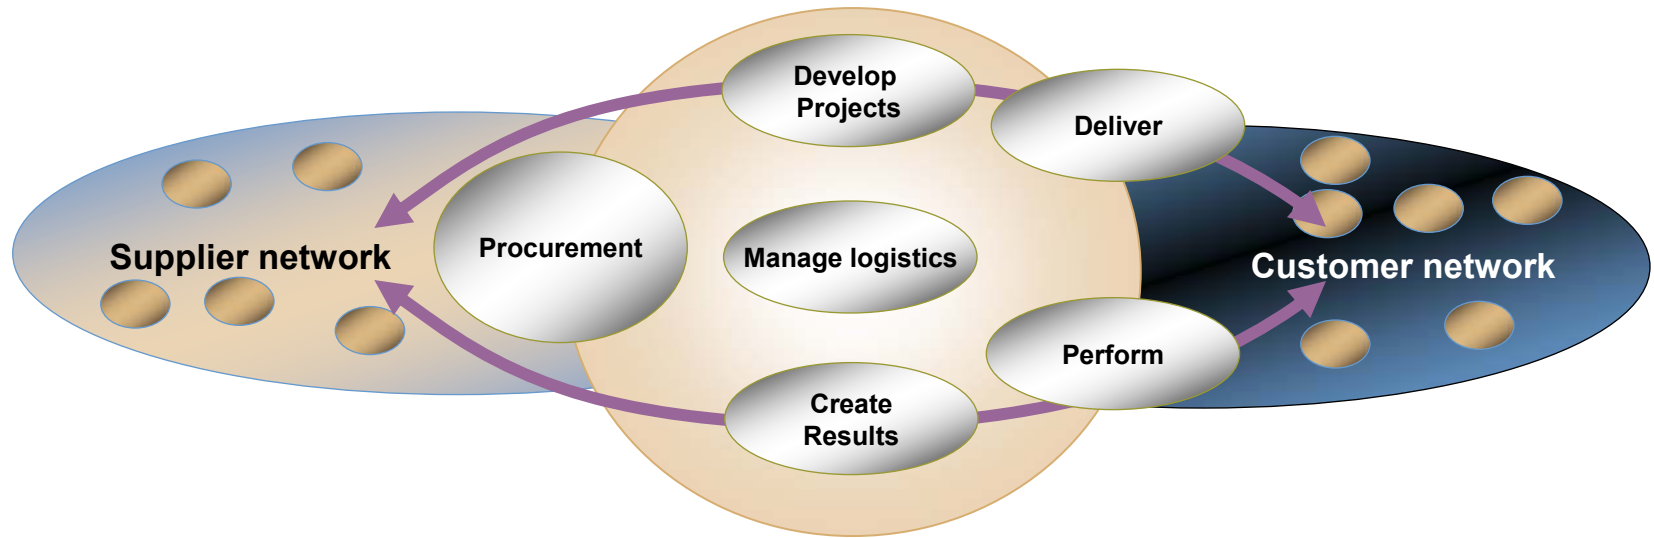 Develop
Projects
Deliver
Supplier network
Procurement
Manage logistics
Customer network
Perform
Create
Results